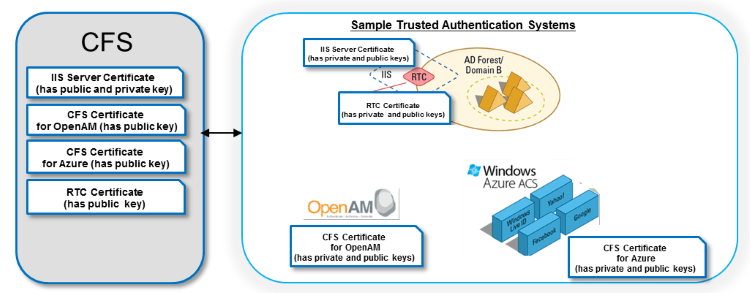 CFS
IIS Server Certificate
(has public and private key)
CFS Certificate
for OpenAM (has public key)
CFS Certificate
for Azure (has public key)
RTC Certificate
(has public key)
Sample Trusted Authentication Systems
IIS Server Certificate
(has private and public keys)
IIS
RTC
AD Forest/
Domain B
RTC Certificate
(has private and public keys)
OpenAM
CFS Certificate
for OpenAM
(has private and public keys)
Windows
Azure ACS
Windows
Live ID
Yahoo!
Facebook
Google
CFS Certificate
for Azure
(has private and public keys)